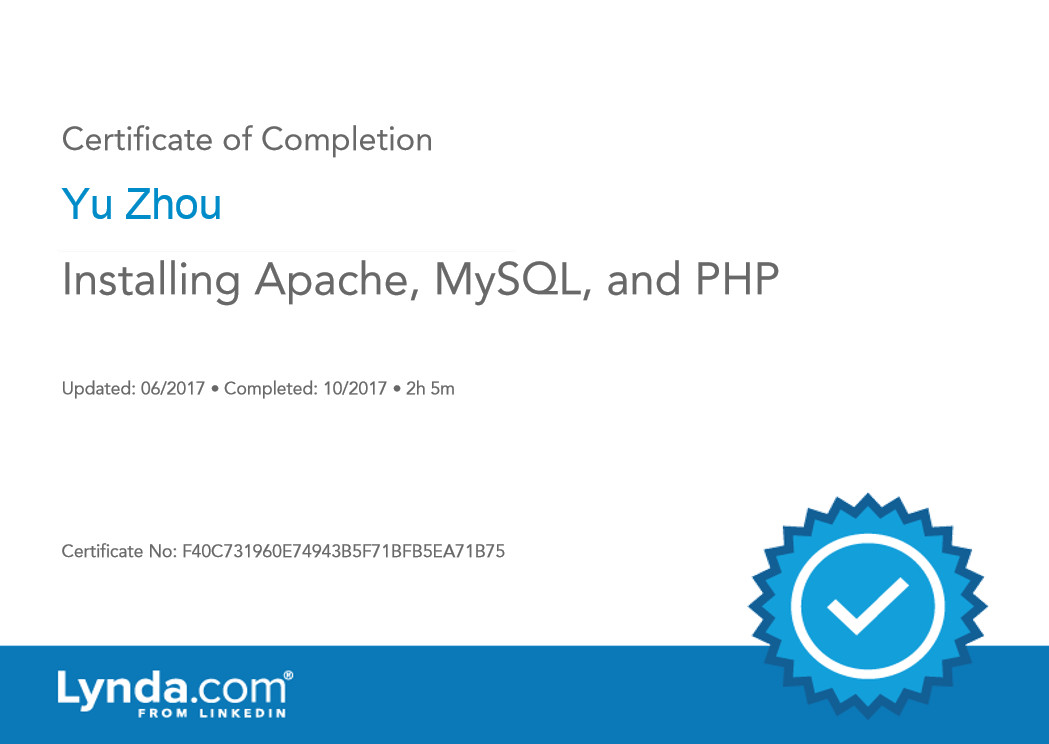 Certificate of Completion
Yu Zhou
Installing Apache, MySQL, and PHP
Updated: 06/2017 • Completed: 10/2017 • 2h 5m
Certificate No: F40C731960E74943B5F71BFB5EA71B75
Lynda.com®
FROM LINKEDIN